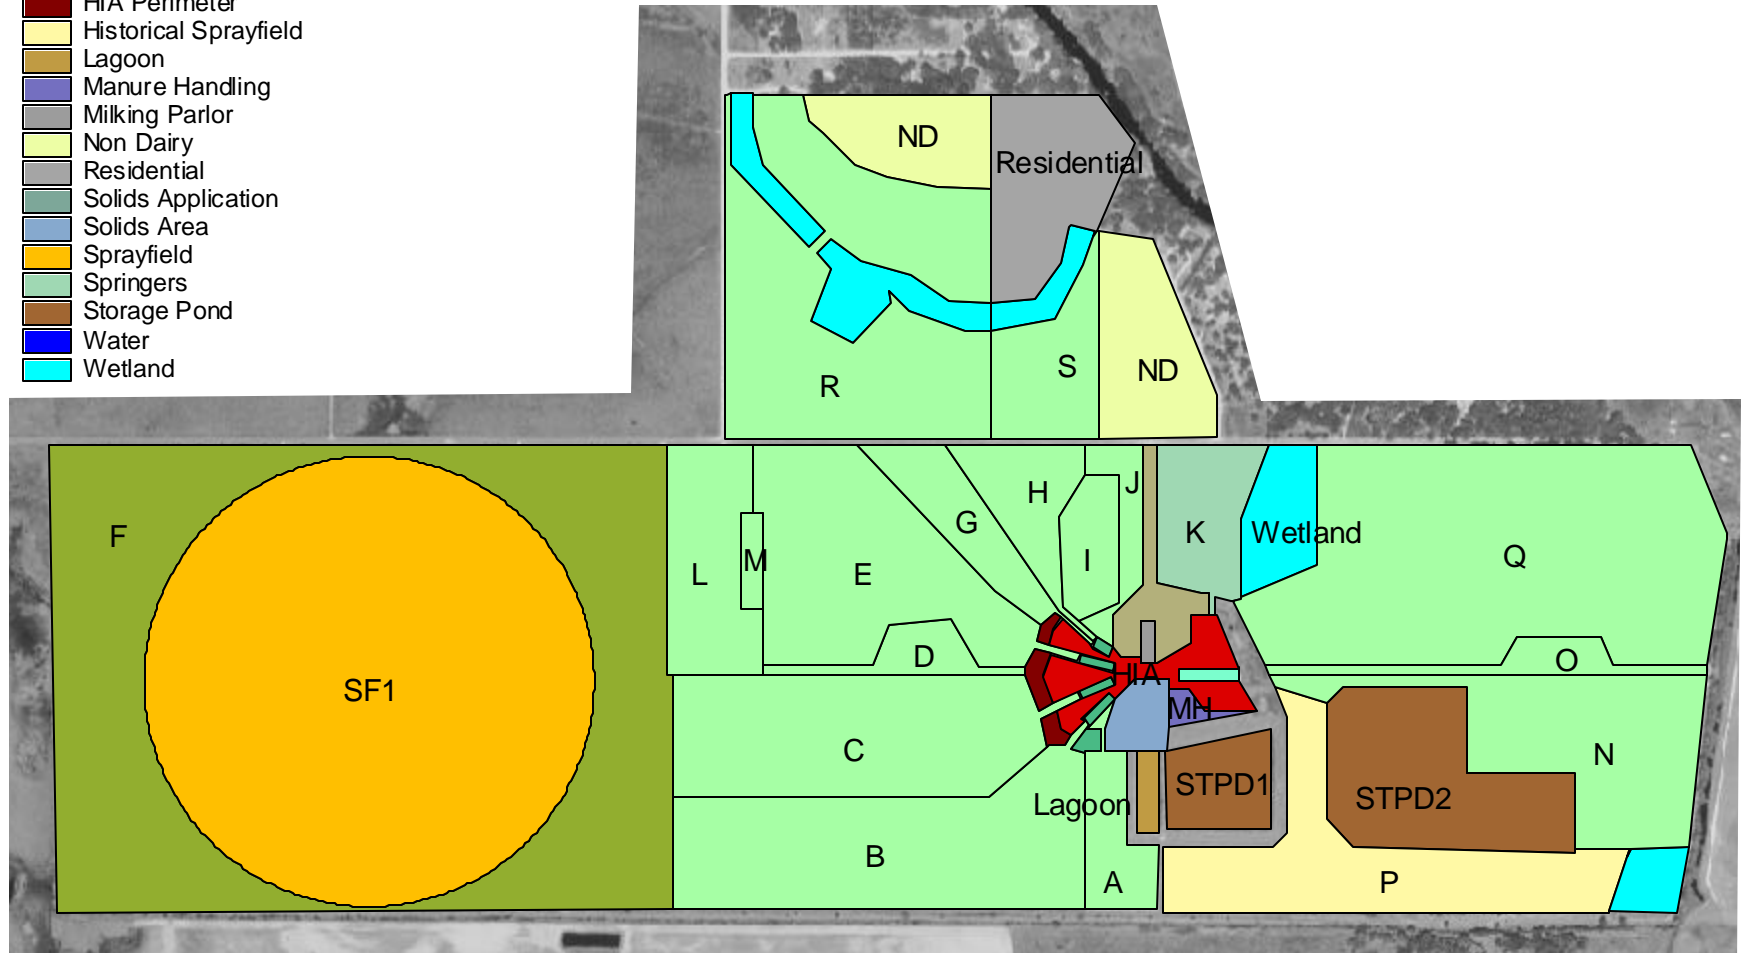 HIA Perimeter
Historical Sprayfield
Lagoon
Manure Handling
Milking Parlor
Non Dairy
Residential
Solids Application
Solids Area
Sprayfield
Springers
Storage Pond
Water
Wetland
ND
Residential
R
S
ND
F
L
M
E
G
H
I
J
K
Wetland
Q
D
O
SF1
HIA
MH
C
STPD1
Lagoon
STPD2
N
B
A
P